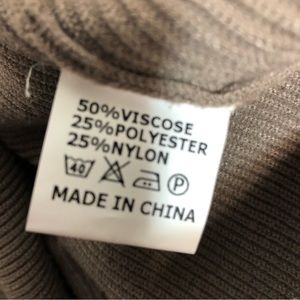 50%VISCOSE
25%POLYESTER
25%NYLON
40 P
MADE IN CHINA